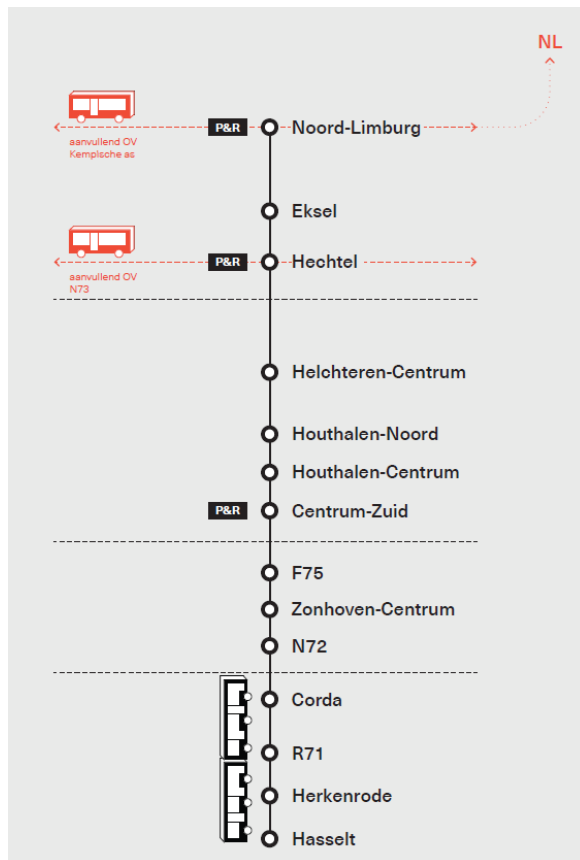 NL
P&R
Noord-Limburg
aanvullend OV
Kempische as
Eksel
P&R
Hechtel
aanvullend OV
N73
Helchteren-Centrum
Houthalen-Noord
Houthalen-Centrum
P&R
Centrum-Zuid
F75
Zonhoven-Centrum
N72
Corda
R71
Herkenrode
Hasselt